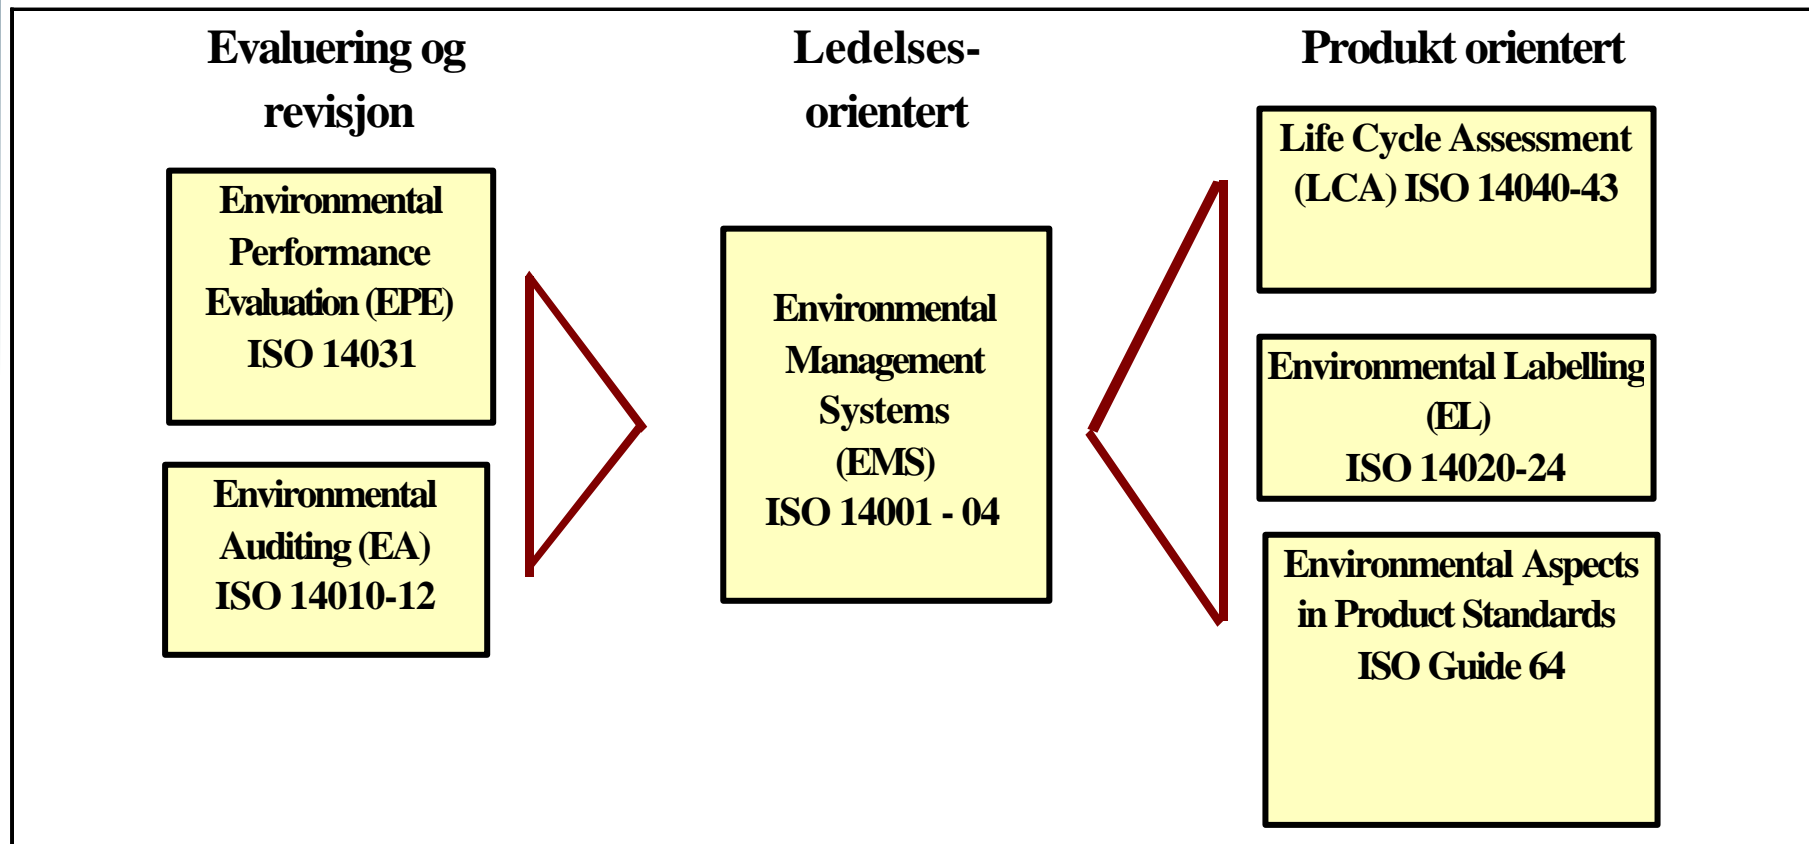 Evaluering og
revisjon
Environmental
Performance
Evaluation (EPE)
ISO 14031
Environmental
Auditing (EA)
ISO 14010-12
Ledelses-
orientert
Environmental
Management
Systems
(EMS)
ISO 14001 - 04
Produkt orientert
Life Cycle Assessment
(LCA) ISO 14040-43
Environmental Labelling
(EL)
ISO 14020-24
Environmental Aspects
in Product Standards
ISO Guide 64